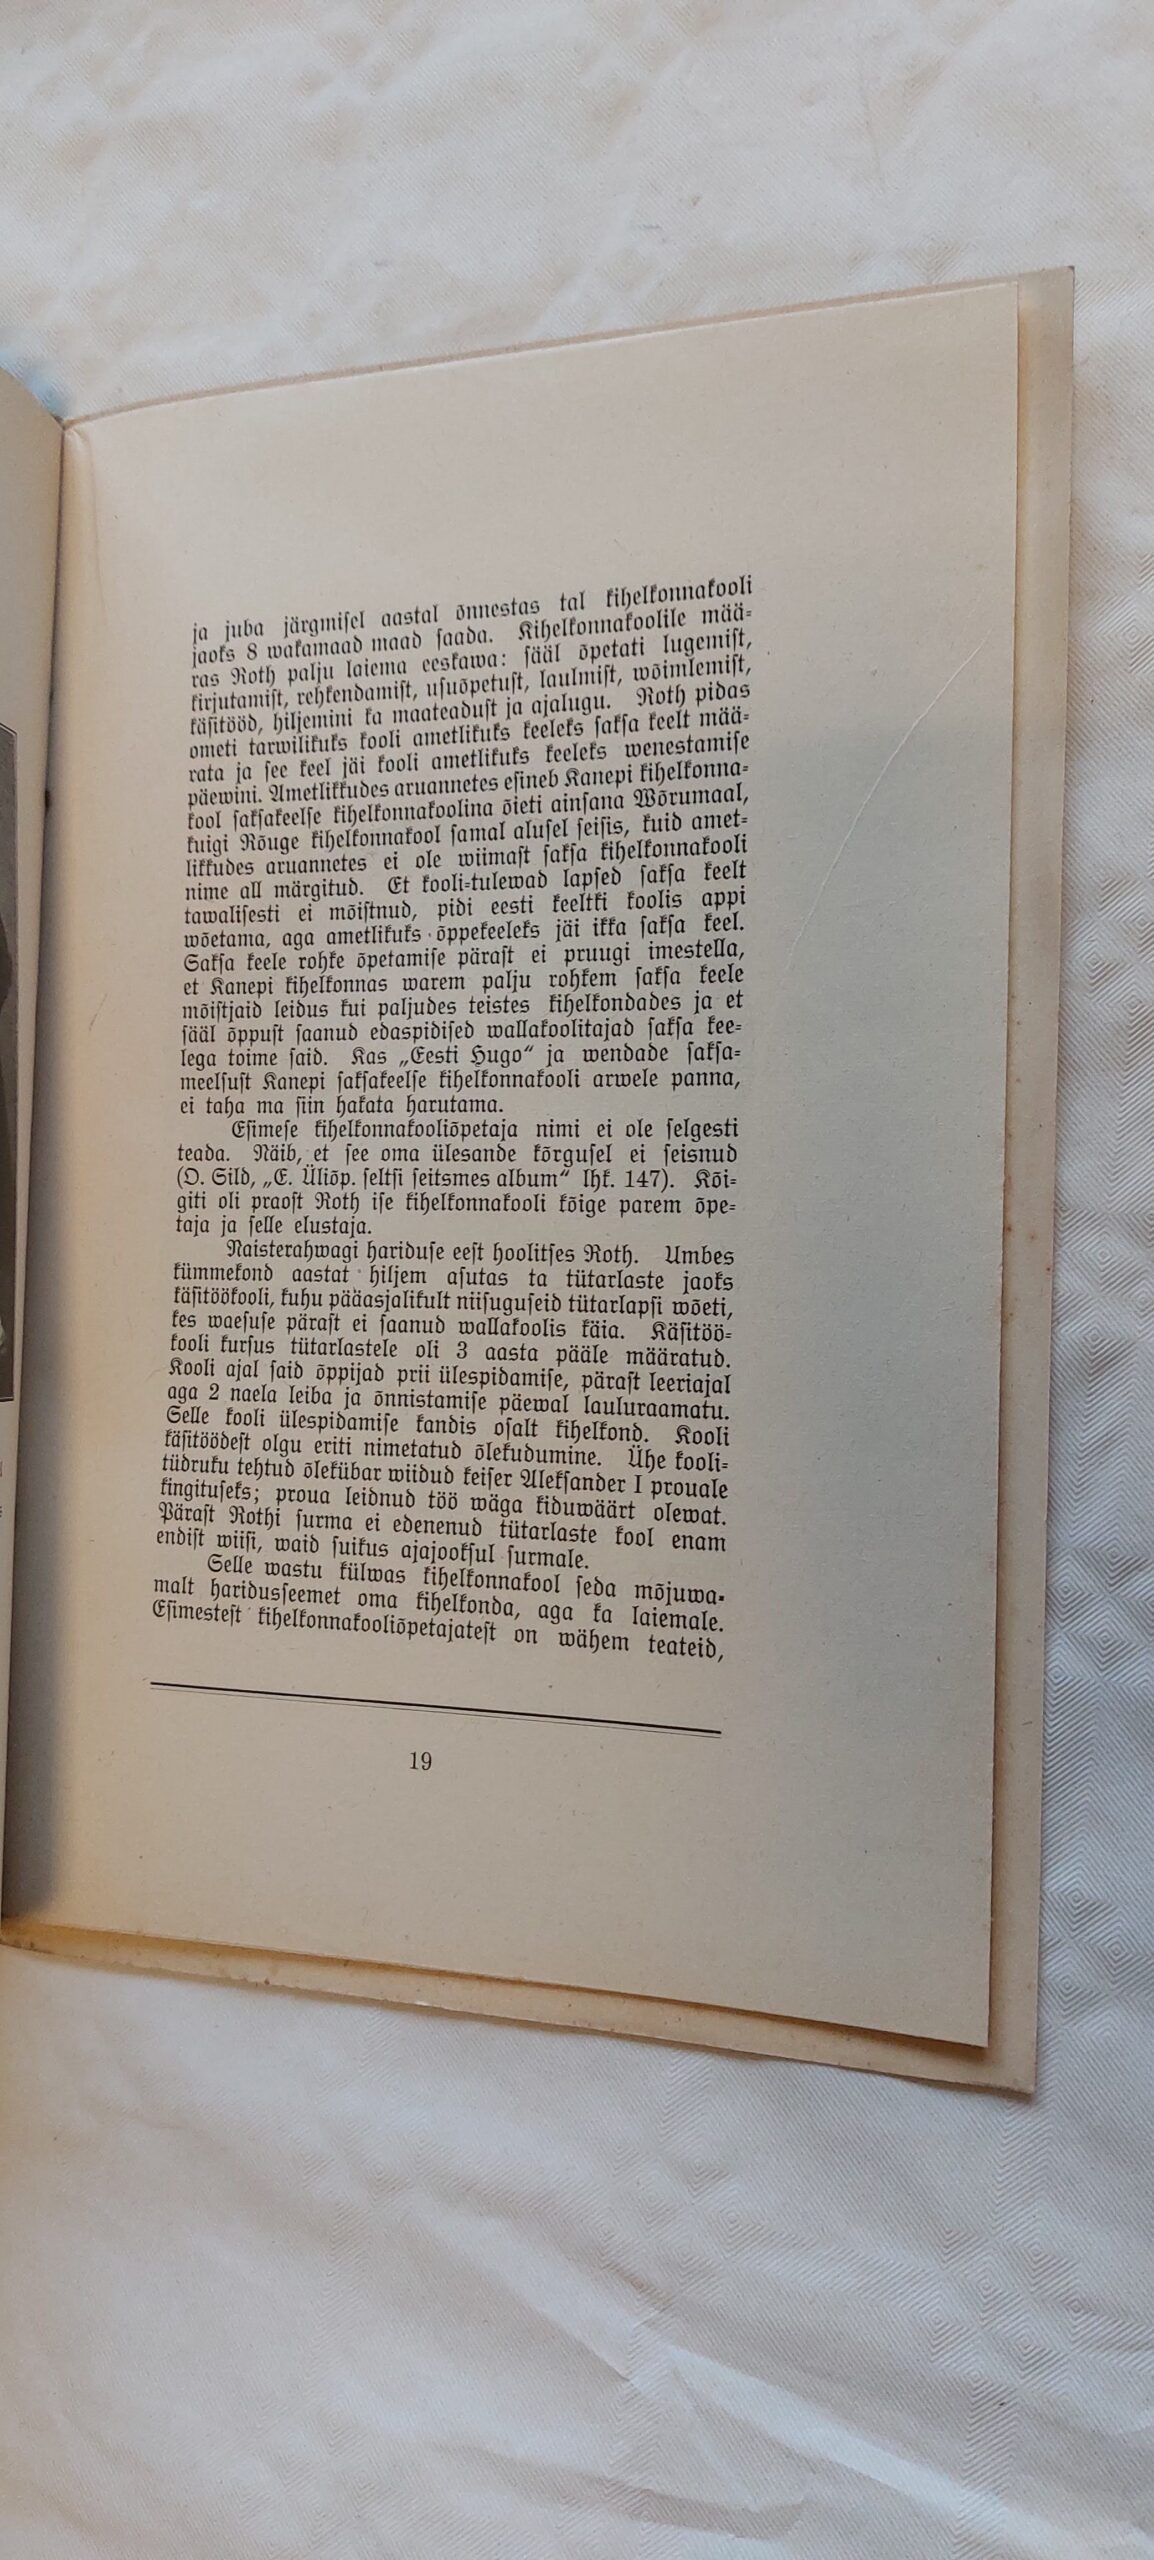 ja juba järgmisel aastal õnnestas tal kihelkonnakooli
jaoks 8 wakamaad maad saada. Kihelkonnakoolile mää-
ras Roth palju laiema eeskawa: sääl õpetati lugemist,
kirjutamist, rehkendamist, usuõpetust, laulmist, wõimlemist,
käsitööd, hiljemini ka maateadust ja ajalugu. Roth pidas
ometi tarwilikuks kooli ametlikuks keeleks saksa keelt mää-
rata ja see keel jäi kooli ametlikuks keeleks wenestamise
päewini. Ametlikkudes aruannetes esineb Kanepi kihelkonna-
kool saksakeelse kihelkonnakoolina õieti ainsana Wõrumaal,
kuigi Rõuge kihelkonnakool samal alusel seisis, kuid amet-
likkudes aruannetes ei ole wiimast saksa kihelkonnakooli
nime all märgitud. Et kooli-tulewad lapsed saksa keelt
tawalisesti ei mõistnud, pidi eesti keeltki koolis appi
wõetama, aga ametlikuks õppekeeleks jäi ikka saksa keel.
Saksa keele rohke õpetamise pärast ei pruugi imestella,
et Kanepi kihelkonnas warem palju rohkem saksa keele
mõistjaid leidus kui paljudes teistes kihelkondades ja et
sääl õppust saanud edaspidised wallakoolitajad saksa kee-
lega toime said. Kas „Eesti Hugo“ ja wendade saksa-
meelsust Kanepi saksakeelse kihelkonnakooli arwele panna,
ei taha ma siin hakata harutama.
Esimese kihelkonnakooliõpetaja nimi ei ole selgesti
teada. Näib, et see oma ülesande kõrgusel ei seisnud
(O. Sild, „E. Üliõp. seltsi seitsmes album“ lhk. 147). Kõi-
giti oli praost Roth ise kihelkonnakooli kõige parem õpe-
taja ja selle elustaja.
Naisterahwagi hariduse eest hoolitses Roth. Umbes
kümmekond aastat hiljem asutas ta tütarlaste jaoks
käsitöökooli, kuhu pääasjalikult niisuguseid tütarlapsi wõeti,
kes waesuse pärast ei saanud wallakoolis käia. Käsitöö-
kooli kursus tütarlastele oli 3 aasta pääle määratud.
Kooli ajal said õppijad prii ülespidamise, pärast leeriajal
aga 2 naela leiba ja õnnistamise päewal lauluraamatu.
Selle kooli ülespidamise kandis osalt kihelkond. Kooli
käsitöödest olgu eriti nimetatud õlekudumine. Ühe kooli-
tüdruku tehtud õlekübar wiidud keiser Aleksander I prouale
kingituseks; proua leidnud töö wäga kiduwäärt olewat.
Pärast Rothi surma ei edenenud tütarlaste kool enam
endist wiisi, waid suikus ajajooksul surmale.
Selle wastu külwas kihelkonnakool seda mõjuwa-
malt haridusseemet oma kihelkonda, aga ka laiemale.
Esimestest kihelkonnakooliõpetajatest on wähem teateid,
19